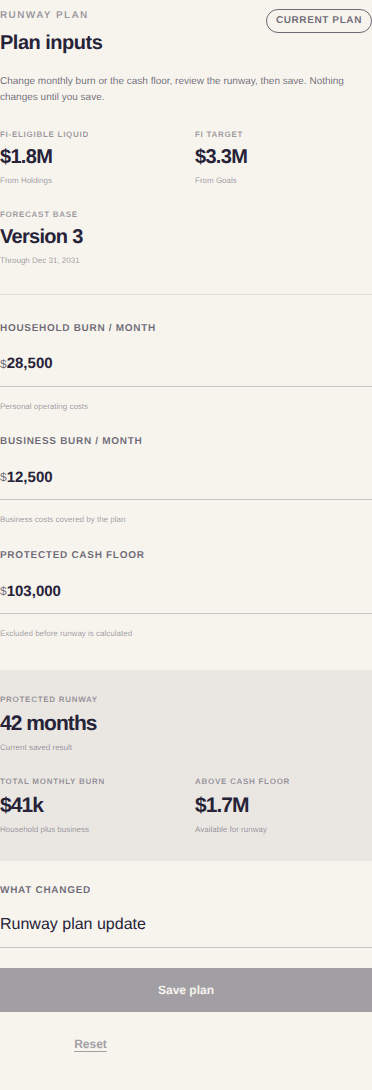 RUNWAY PLAN
CURRENT PLAN
Plan inputs
Change monthly burn or the cash floor, review the runway, then save. Nothing
changes until you save.
FI-ELIGIBLE LIQUID
FI TARGET
$1.8M
$3.3M
From Holdings
From Goals
FORECAST BASE
Version 3
Through Dec 31, 2031
HOUSEHOLD BURN / MONTH
$28,500
Personal operating costs
BUSINESS BURN / MONTH
$12,500
Business costs covered by the plan
PROTECTED CASH FLOOR
$103,000
Excluded before runway is calculated
PROTECTED RUNWAY
42 months
Current saved result
TOTAL MONTHLY BURN
ABOVE CASH FLOOR
$41k
$1.7M
Household plus business
Available for runway
WHAT CHANGED
Runway plan update
Save plan
Reset